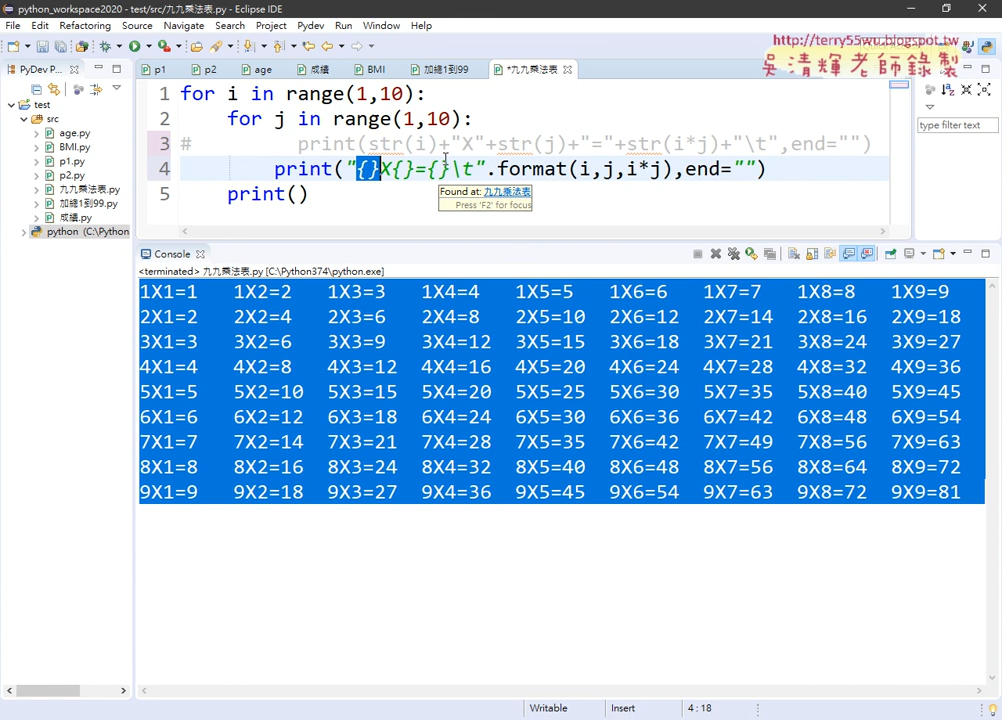 python_workspace2020 - test/src/九九乘法表.py - Eclipse IDE
File Edit Refactoring Source Navigate Search Project Pydev Run Window Help
http://terry55wu.blogspot.tw
吳清輝老師錄製
PyDev P...
p1 p2 age 成績 BMI 加總1到99 *九九乘法表
test
src
age.py
BMI.py
p1.py
p2.py
九九乘法表.py
加總1到99.py
成績.py
python (C:\Python
1 for i in range(1,10):
2 for j in range(1,10):
3 # print(str(i)+"X"+str(j)+"="+str(i*j)+"\t",end="")
4 print("{}X{}={}\t".format(i,j,i*j),end="")
5 print()
Found at: 九九乘法表
Press 'F2' for focus
type filter text
Console
<terminated> 九九乘法表.py [C:\Python374\python.exe]
1X1=1 1X2=2 1X3=3 1X4=4 1X5=5 1X6=6 1X7=7 1X8=8 1X9=9
2X1=2 2X2=4 2X3=6 2X4=8 2X5=10 2X6=12 2X7=14 2X8=16 2X9=18
3X1=3 3X2=6 3X3=9 3X4=12 3X5=15 3X6=18 3X7=21 3X8=24 3X9=27
4X1=4 4X2=8 4X3=12 4X4=16 4X5=20 4X6=24 4X7=28 4X8=32 4X9=36
5X1=5 5X2=10 5X3=15 5X4=20 5X5=25 5X6=30 5X7=35 5X8=40 5X9=45
6X1=6 6X2=12 6X3=18 6X4=24 6X5=30 6X6=36 6X7=42 6X8=48 6X9=54
7X1=7 7X2=14 7X3=21 7X4=28 7X5=35 7X6=42 7X7=49 7X8=56 7X9=63
8X1=8 8X2=16 8X3=24 8X4=32 8X5=40 8X6=48 8X7=56 8X8=64 8X9=72
9X1=9 9X2=18 9X3=27 9X4=36 9X5=45 9X6=54 9X7=63 9X8=72 9X9=81
Writable Insert 4 : 18